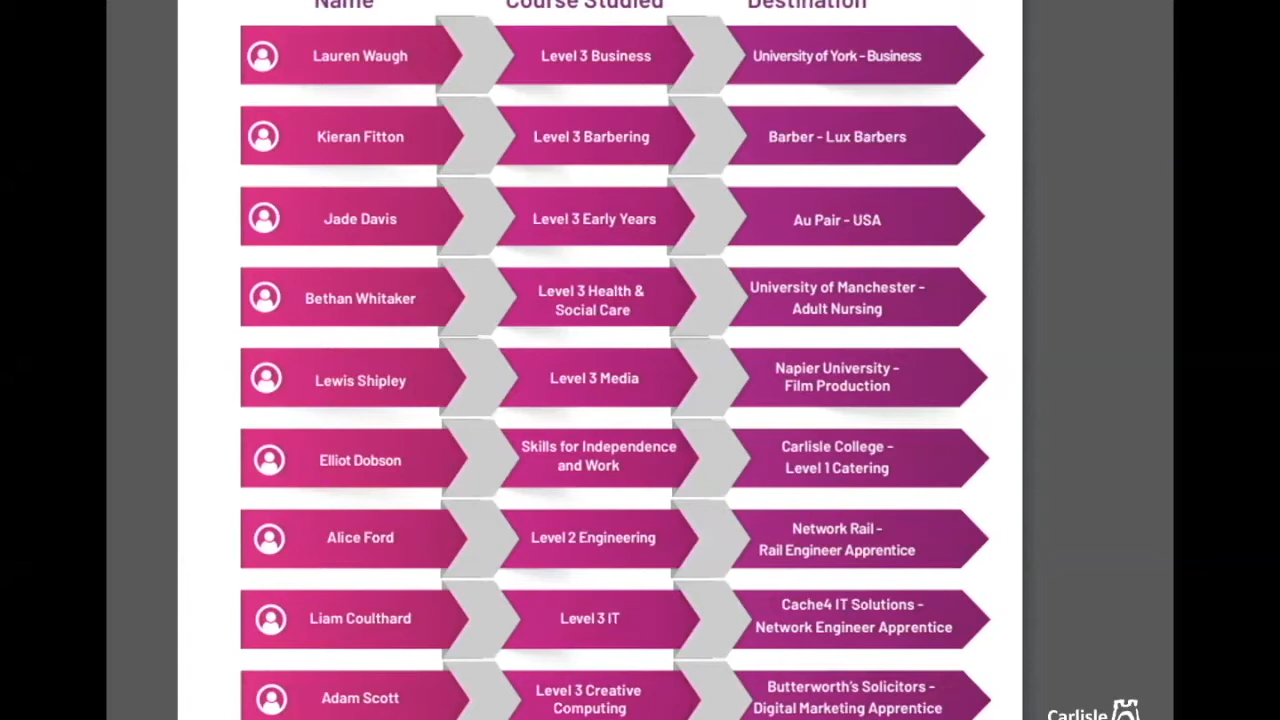 Name Course Studied Destination
Lauren Waugh Level 3 Business University of York - Business
Kieran Fitton Level 3 Barbering Barber - Lux Barbers
Jade Davis Level 3 Early Years Au Pair - USA
Bethan Whitaker
Level 3 Health &
Social Care
University of Manchester -
Adult Nursing
Lewis Shipley
Level 3 Media
Napier University -
Film Production
Elliot Dobson
Skills for Independence
and Work
Carlisle College -
Level 1 Catering
Alice Ford
Level 2 Engineering
Network Rail -
Rail Engineer Apprentice
Liam Coulthard
Level 3 IT
Cache4 IT Solutions -
Network Engineer Apprentice
Adam Scott
Level 3 Creative
Computing
Butterworth's Solicitors -
Digital Marketing Apprentice
Carlisle